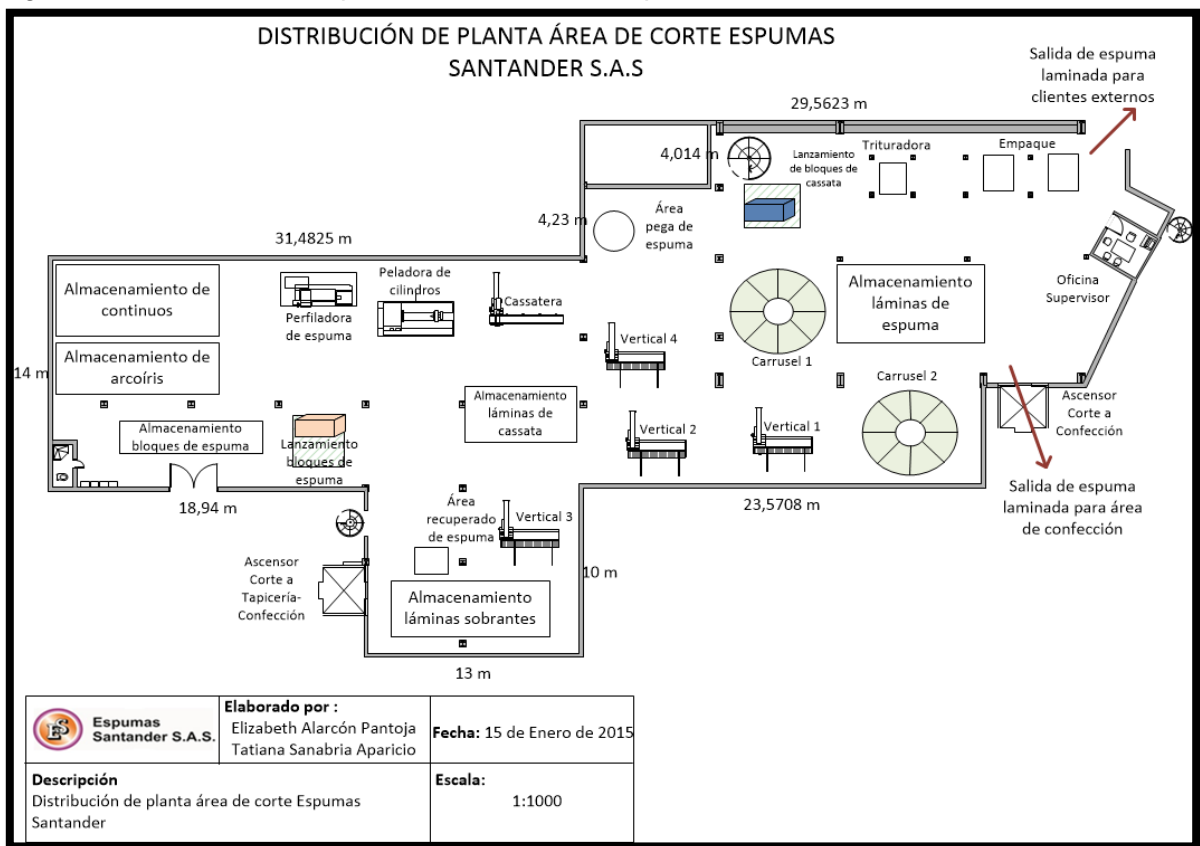 DISTRIBUCIÓN DE PLANTA ÁREA DE CORTE ESPUMAS
SANTANDER S.A.S
Salida de espuma
laminada para
clientes externos
29,5623 m
4,014 m
Lanzamiento
de bloques de
cassata
Trituradora
Empaque
4,23 m
Área
pega de
espuma
31,4825 m
Almacenamiento de
continuos
Perfiladora
de espuma
Peladora de
cilindros
Cassatera
Vertical 4
Carrusel 1
Almacenamiento
láminas de
espuma
Oficina
Supervisor
14 m
Almacenamiento de
arcoíris
Almacenamiento
bloques de espuma
Lanzamiento
bloques de
espuma
Almacenamiento
láminas de
cassata
Vertical 2
Vertical 1
Carrusel 2
Ascensor
Corte a
Confección
18,94 m
23,5708 m
Salida de espuma
laminada para área
de confección
Área
recuperado
de espuma
Vertical 3
Ascensor
Corte a
Tapicería-
Confección
10 m
Almacenamiento
láminas sobrantes
13 m
ES
Espumas
Santander S.A.S.
Elaborado por :
Elizabeth Alarcón Pantoja
Tatiana Sanabria Aparicio
Fecha: 15 de Enero de 2015
Descripción
Distribución de planta área de corte Espumas
Santander
Escala:
1:1000